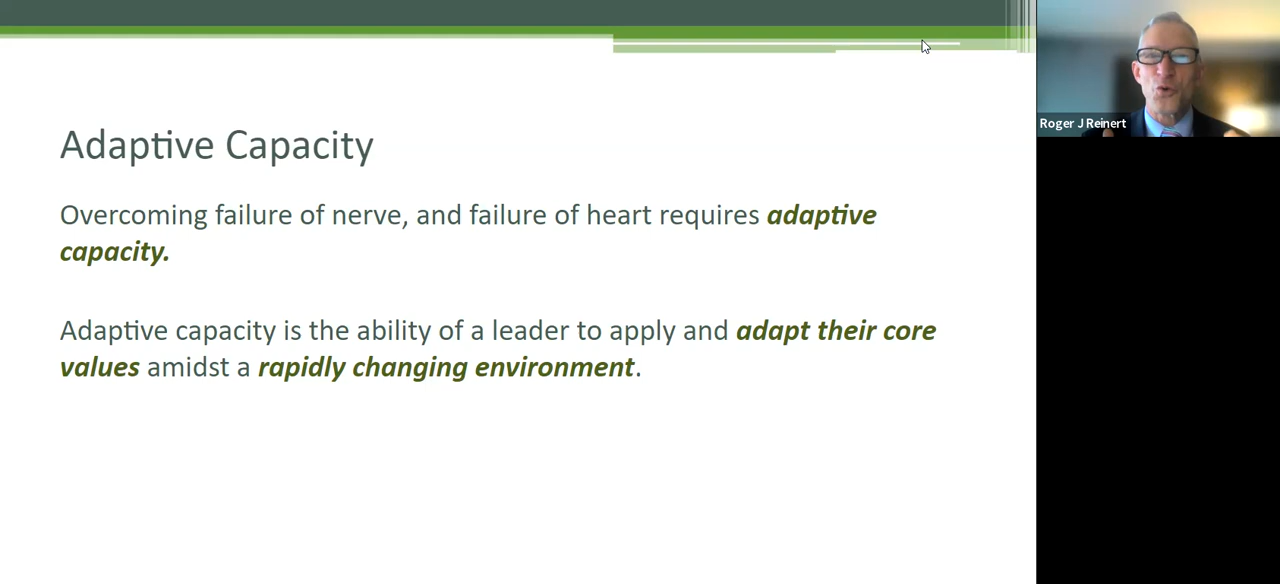 Adaptive Capacity
Overcoming failure of nerve, and failure of heart requires adaptive
capacity.
Adaptive capacity is the ability of a leader to apply and adapt their core
values amidst a rapidly changing environment.
Roger J Reinert